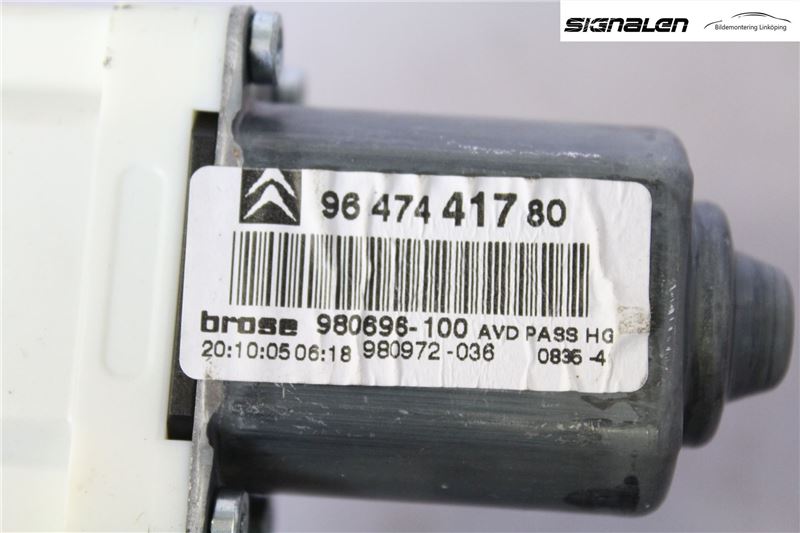 SIGNALEN
Bildemontering Linköping
96 474 417 80
brose 980696-100 AVD PASS HG
20:10:05 06:18 980972-036 0835 -4